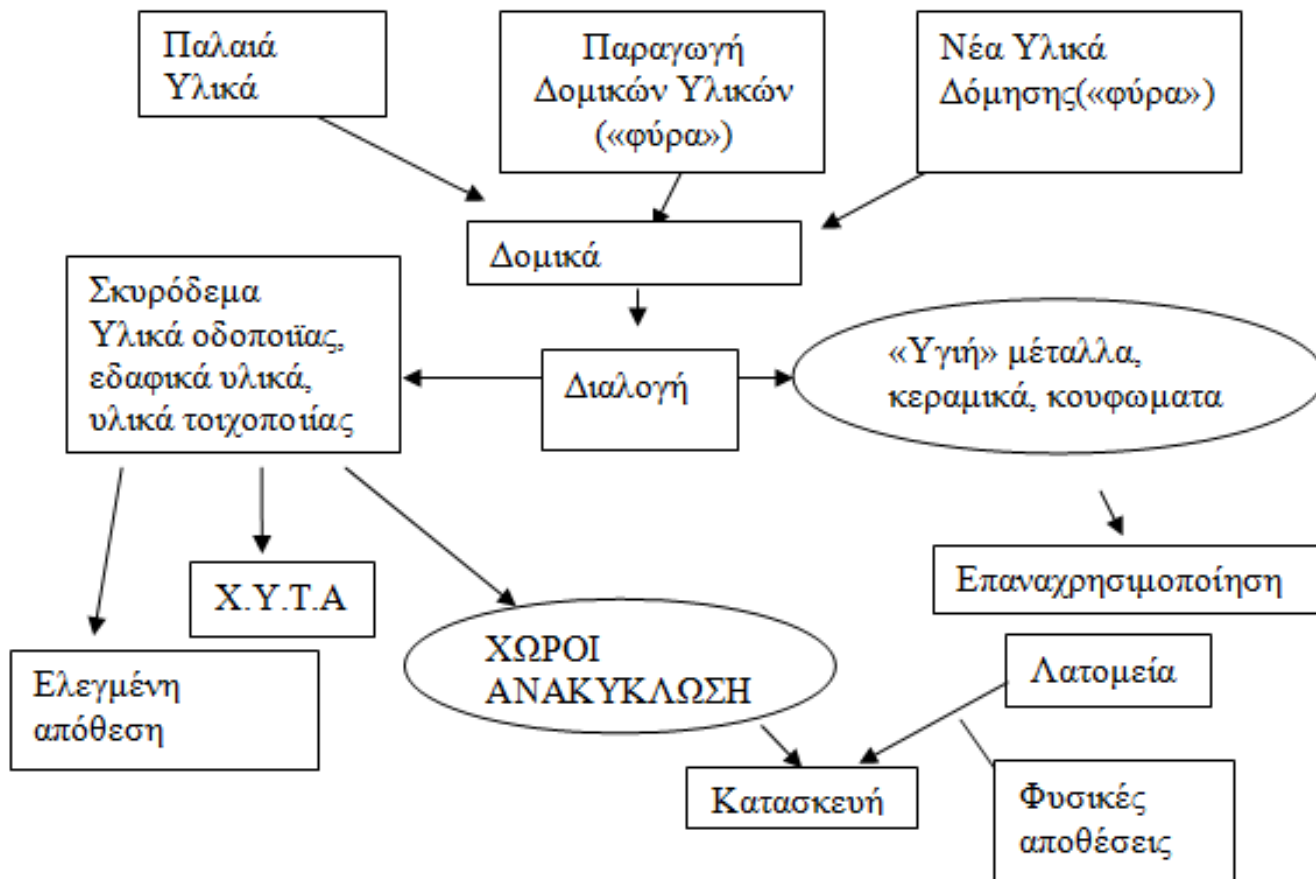 Παλαιά
Υλικά
Παραγωγή
Δομικών Υλικών
(«φύρα»)
Νέα Υλικά
Δόμησης(«φύρα»)
Δομικά
Σκυρόδεμα
Υλικά οδοποιϊας,
εδαφικά υλικά,
υλικά τοιχοποιίας
Διαλογή
«Υγιή» μέταλλα,
κεραμικά, κουφωματα
Χ.Υ.Τ.Α
Επαναχρησιμοποίηση
Ελεγμένη
απόθεση
ΧΩΡΟΙ
ΑΝΑΚΥΚΛΩΣΗ
Λατομεία
Κατασκευή
Φυσικές
αποθέσεις